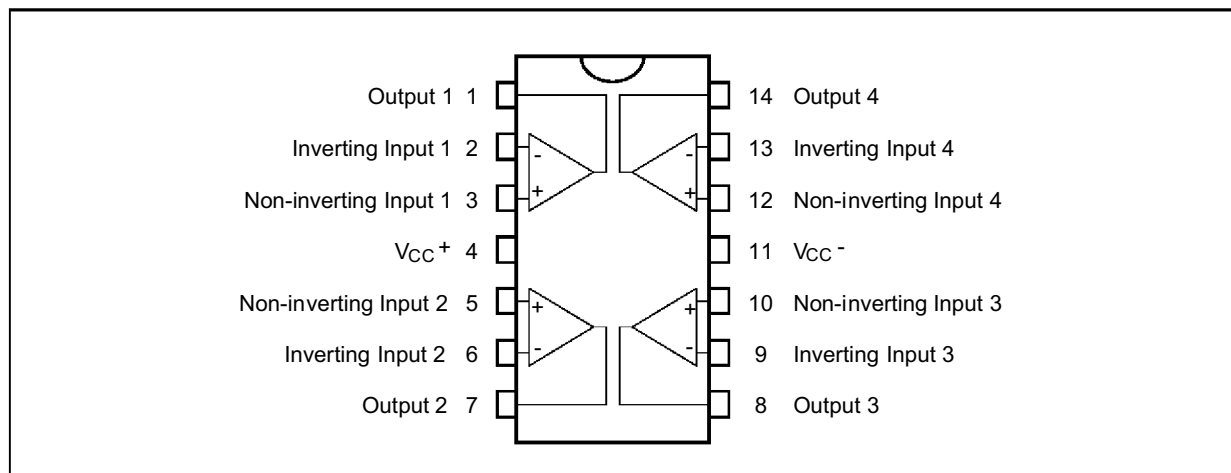 Output 1 1 14 Output 4
Inverting Input 1 2 - - 13 Inverting Input 4
Non-inverting Input 1 3 + + 12 Non-inverting Input 4
VCC + 4 11 VCC -
Non-inverting Input 2 5 + + 10 Non-inverting Input 3
Inverting Input 2 6 - - 9 Inverting Input 3
Output 2 7 8 Output 3